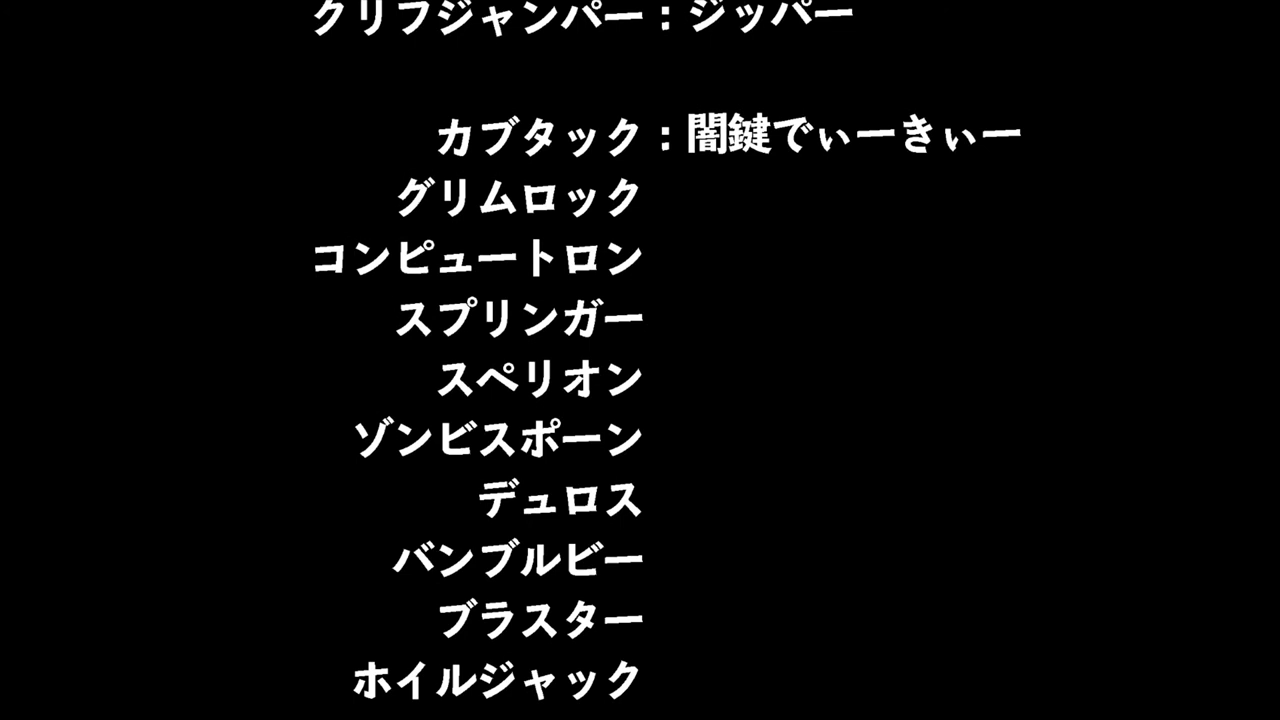 クリフジャンパー：ジッパー
カブタック：闇鍵でぃーきぃー
グリムロック
コンピュートロン
スプリンガー
スペリオン
ゾンビスポーン
デュロス
バンブルビー
ブラスター
ホイルジャック